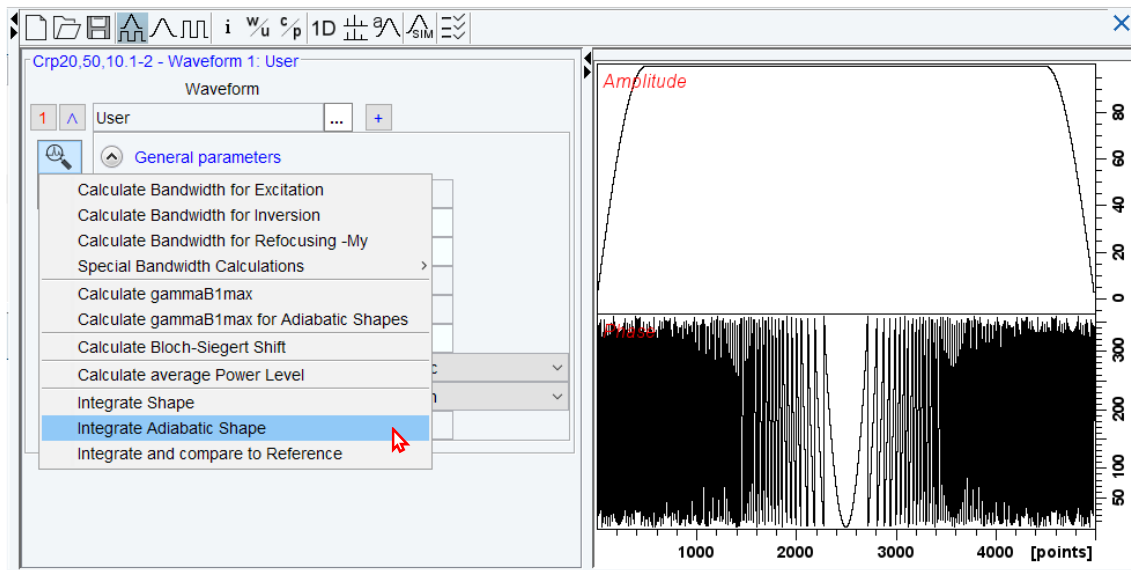 i w/u c/p 1D a SIM
Crp20,50,10.1-2 - Waveform 1: User
Waveform
1 ^ User ... +
General parameters
Calculate Bandwidth for Excitation
Calculate Bandwidth for Inversion
Calculate Bandwidth for Refocusing -My
Special Bandwidth Calculations >
Calculate gammaB1max
Calculate gammaB1max for Adiabatic Shapes
Calculate Bloch-Siegert Shift
Calculate average Power Level
Integrate Shape
Integrate Adiabatic Shape
Integrate and compare to Reference
Amplitude
80
60
40
20
0
Phase
300
200
100
50
1000 2000 3000 4000 [points]